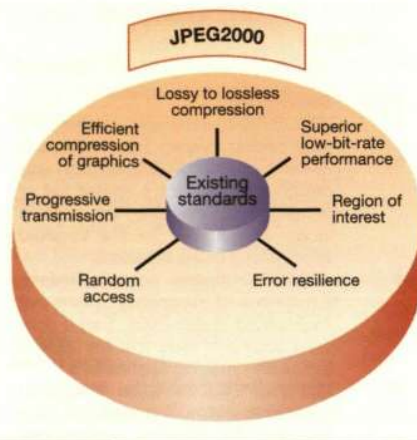 JPEG2000
Lossy to lossless
compression
Efficient
compression
of graphics
Superior
low-bit-rate
performance
Existing
standards
Progressive
transmission
Region of
interest
Random
access
Error resilience